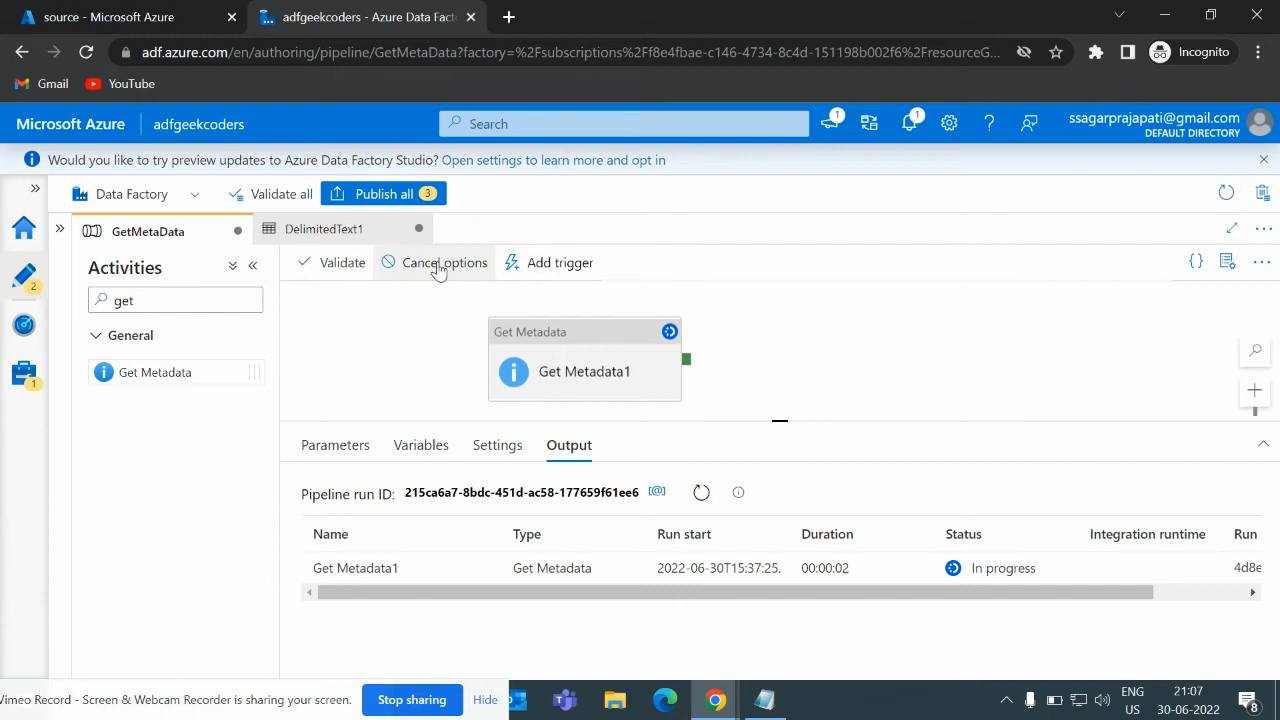 source - Microsoft Azure
adfgeekcoders - Azure Data Fact
adf.azure.com/en/authoring/pipeline/GetMetaData?factory=%2Fsubscriptions%2Ff8e4fbae-c146-4734-8c4d-151198b002f6%2FresourceG...
Incognito
Gmail
YouTube
Microsoft Azure
adfgeekcoders
Search
1
1
ssagarprajapati@gmail.com
DEFAULT DIRECTORY
Would you like to try preview updates to Azure Data Factory Studio? Open settings to learn more and opt in
Data Factory
Validate all
Publish all 3
GetMetaData
DelimitedText1
2
1
Activities
get
General
Get Metadata
Validate
Cancel options
Add trigger
Get Metadata
Get Metadata1
Parameters
Variables
Settings
Output
Pipeline run ID: 215ca6a7-8bdc-451d-ac58-177659f61ee6 [@]
Name Type Run start Duration Status Integration runtime Run
Get Metadata1 Get Metadata 2022-06-30T15:37:25. 00:00:02 In progress 4d8e
Vimeo Record - Screen & Webcam Recorder is sharing your screen.
Stop sharing
Hide
ENG
US
21:07
30-06-2022
8